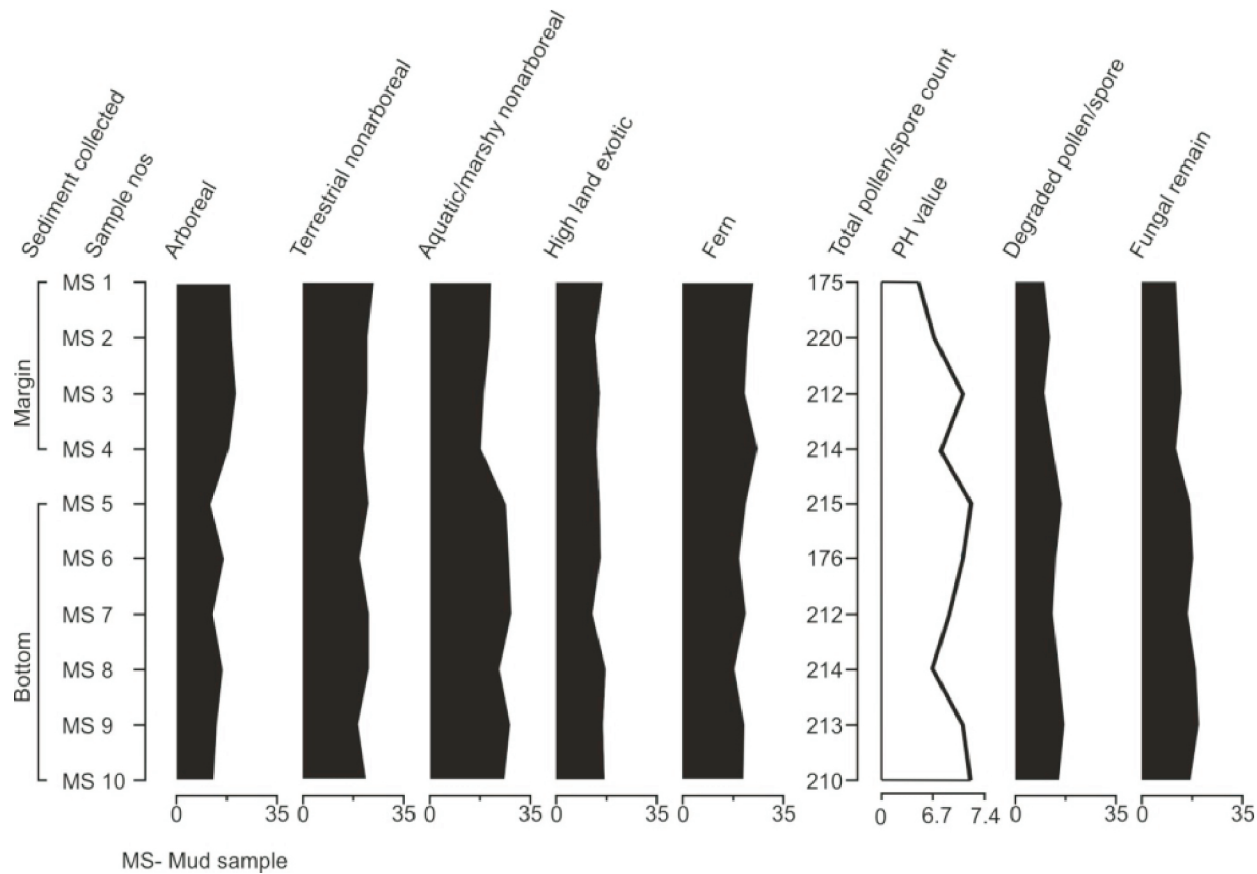 Sediment collected
Sample nos
Arboreal
Terrestrial nonarboreal
Aquatic/marshy nonarboreal
High land exotic
Fern
Total pollen/spore count
PH value
Degraded pollen/spore
Fungal remain
Margin
Bottom
MS 1 175
MS 2 220
MS 3 212
MS 4 214
MS 5 215
MS 6 176
MS 7 212
MS 8 214
MS 9 213
MS 10 210
0 35 0 35 0 35 0 35 0 35 0 6.7 7.4 0 35 0 35
MS- Mud sample